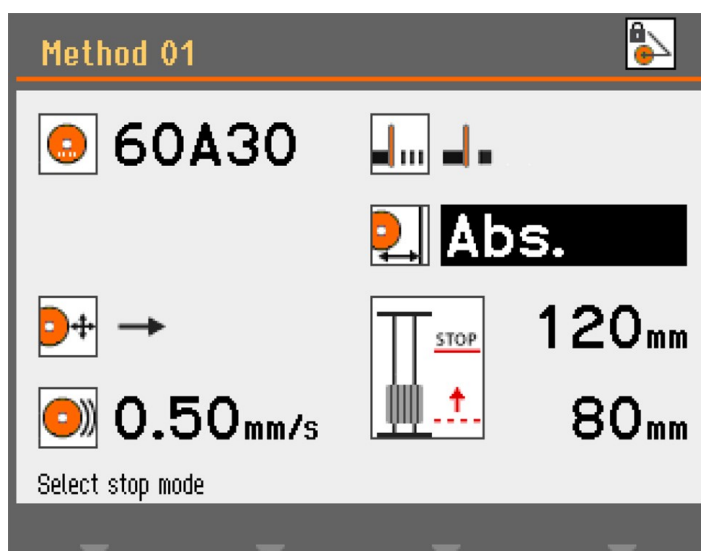 Method 01
60A30
Abs.
STOP
120mm
0.50mm/s
80mm
Select stop mode